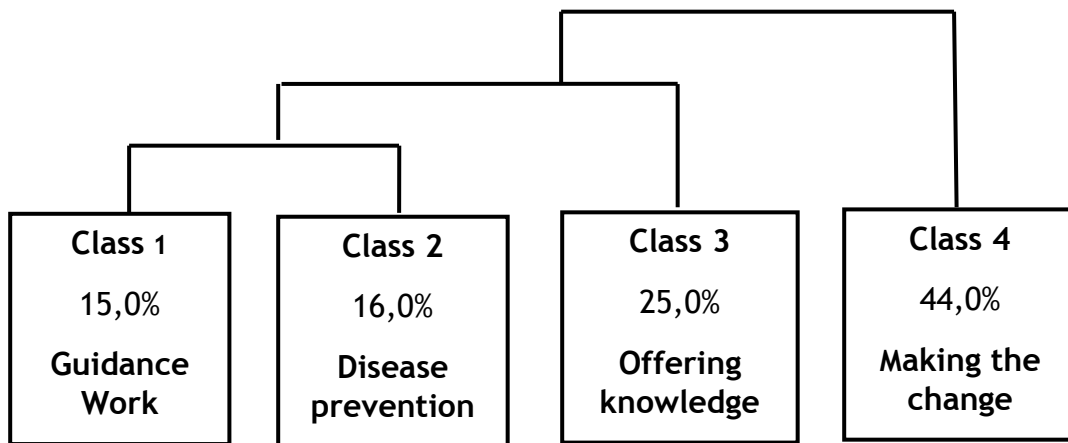 Class 1
15,0%
Guidance
Work
Class 2
16,0%
Disease
prevention
Class 3
25,0%
Offering
knowledge
Class 4
44,0%
Making the
change